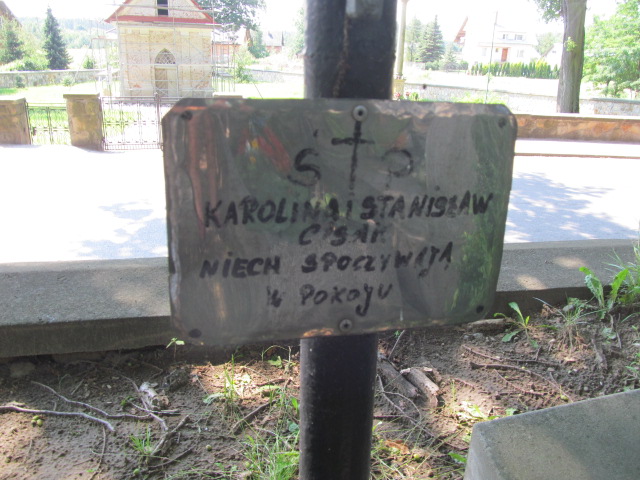 Ś P
KAROLINA I STANISŁAW
CISAK
NIECH SPOCZYWAJĄ
W POKOJU